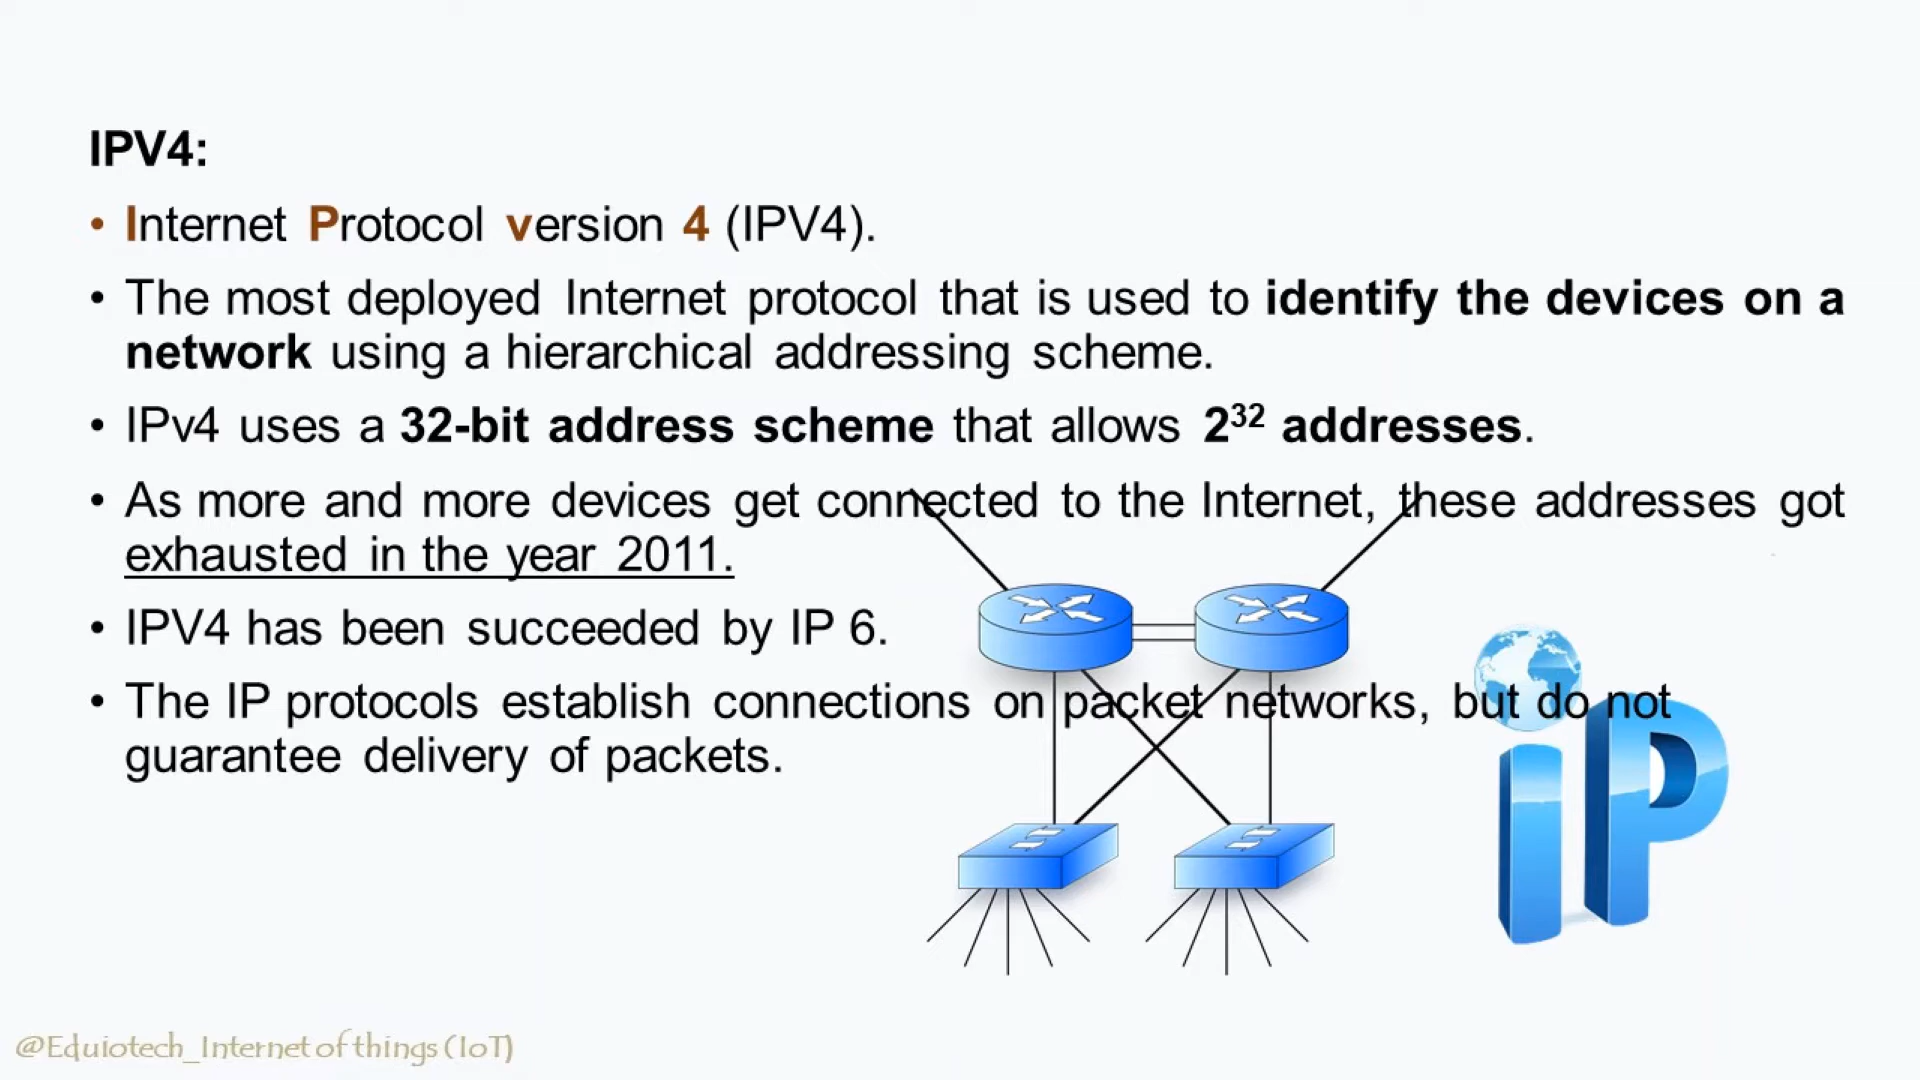 IPV4:
• Internet Protocol version 4 (IPV4).
• The most deployed Internet protocol that is used to identify the devices on a
network using a hierarchical addressing scheme.
• IPv4 uses a 32-bit address scheme that allows 2³² addresses.
• As more and more devices get connected to the Internet, these addresses got
exhausted in the year 2011.
• IPV4 has been succeeded by IP 6.
• The IP protocols establish connections on packet networks, but do not
guarantee delivery of packets.
iP
@Eduiotech_Internet of things (IoT)